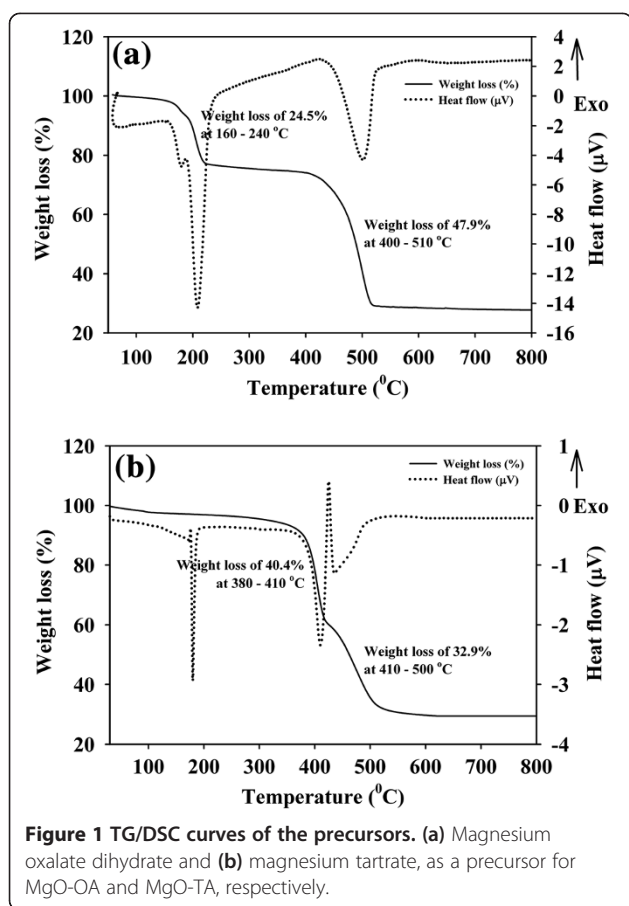 (a)
Weight loss (%)
Heat flow (µV)
Weight loss of 24.5%
at 160 - 240 °C
Weight loss of 47.9%
at 400 - 510 °C
120
100
80
60
40
20
Weight loss (%)
4
2
0
-2
-4
-6
-8
-10
-12
-14
-16
Exo
Heat flow (µV)
100 200 300 400 500 600 700 800
Temperature (⁰C)
(b)
Weight loss (%)
Heat flow (µV)
Weight loss of 40.4%
at 380 - 410 °C
Weight loss of 32.9%
at 410 - 500 °C
120
100
80
60
40
20
Weight loss (%)
1
0
-1
-2
-3
-4
Exo
Heat flow (µV)
100 200 300 400 500 600 700 800
Temperature (⁰C)
Figure 1 TG/DSC curves of the precursors. (a) Magnesium
oxalate dihydrate and (b) magnesium tartrate, as a precursor for
MgO-OA and MgO-TA, respectively.